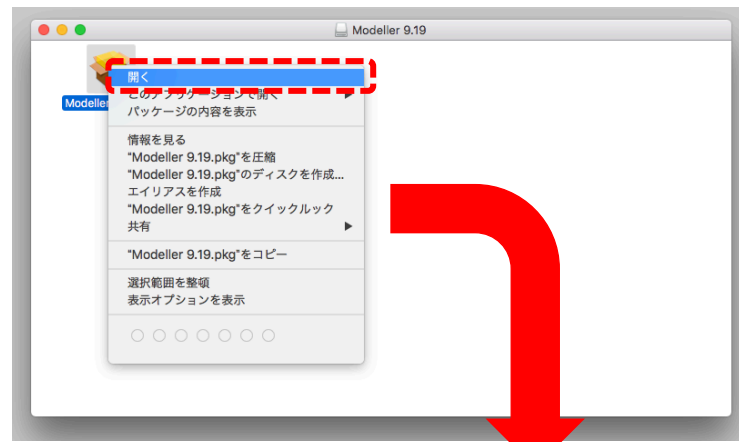 Modeller 9.19
Modeller
開く
このアプリケーションで開く
パッケージの内容を表示
情報を見る
"Modeller 9.19.pkg"を圧縮
"Modeller 9.19.pkg"のディスクを作成...
エイリアスを作成
"Modeller 9.19.pkg"をクイックルック
共有
"Modeller 9.19.pkg"をコピー
選択範囲を整頓
表示オプションを表示